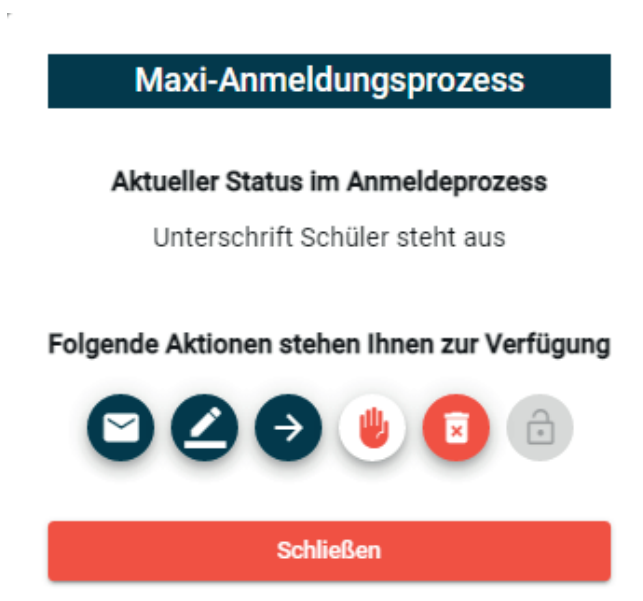 Maxi-Anmeldungsprozess
Aktueller Status im Anmeldeprozess
Unterschrift Schüler steht aus
Folgende Aktionen stehen Ihnen zur Verfügung
Schließen